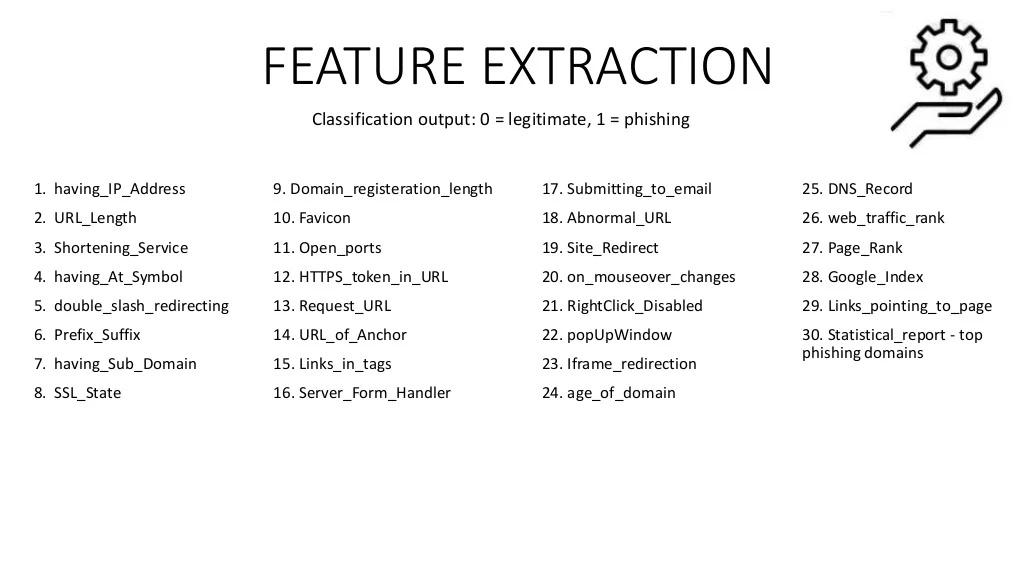 FEATURE EXTRACTION
Classification output: 0 = legitimate, 1 = phishing
1. having_IP_Address
2. URL_Length
3. Shortening_Service
4. having_At_Symbol
5. double_slash_redirecting
6. Prefix_Suffix
7. having_Sub_Domain
8. SSL_State
9. Domain_registeration_length
10. Favicon
11. Open_ports
12. HTTPS_token_in_URL
13. Request_URL
14. URL_of_Anchor
15. Links_in_tags
16. Server_Form_Handler
17. Submitting_to_email
18. Abnormal_URL
19. Site_Redirect
20. on_mouseover_changes
21. RightClick_Disabled
22. popUpWindow
23. Iframe_redirection
24. age_of_domain
25. DNS_Record
26. web_traffic_rank
27. Page_Rank
28. Google_Index
29. Links_pointing_to_page
30. Statistical_report - top
phishing domains